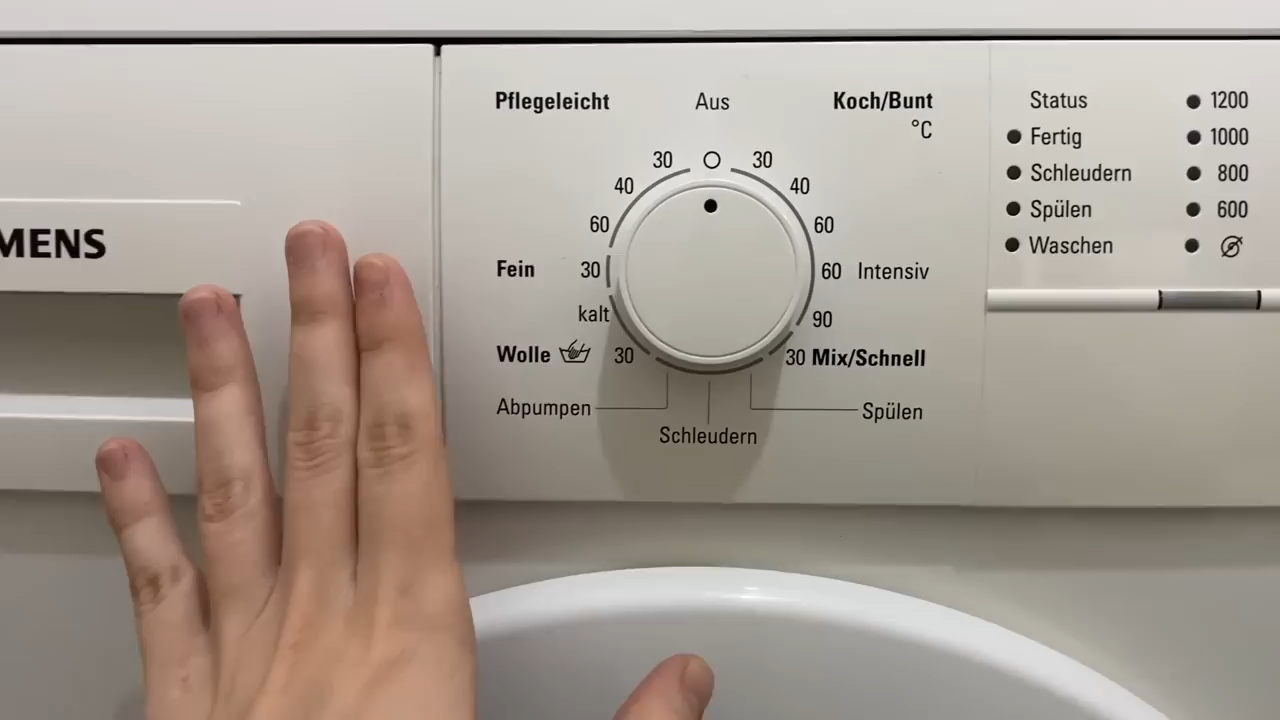 MENS
Pflegeleicht
Aus
Koch/Bunt
°C
30
30
40
40
60
60
Fein 30
60 Intensiv
kalt
90
Wolle 30
30 Mix/Schnell
Abpumpen
Spülen
Schleudern
Status
1200
Fertig
1000
Schleudern
800
Spülen
600
Waschen